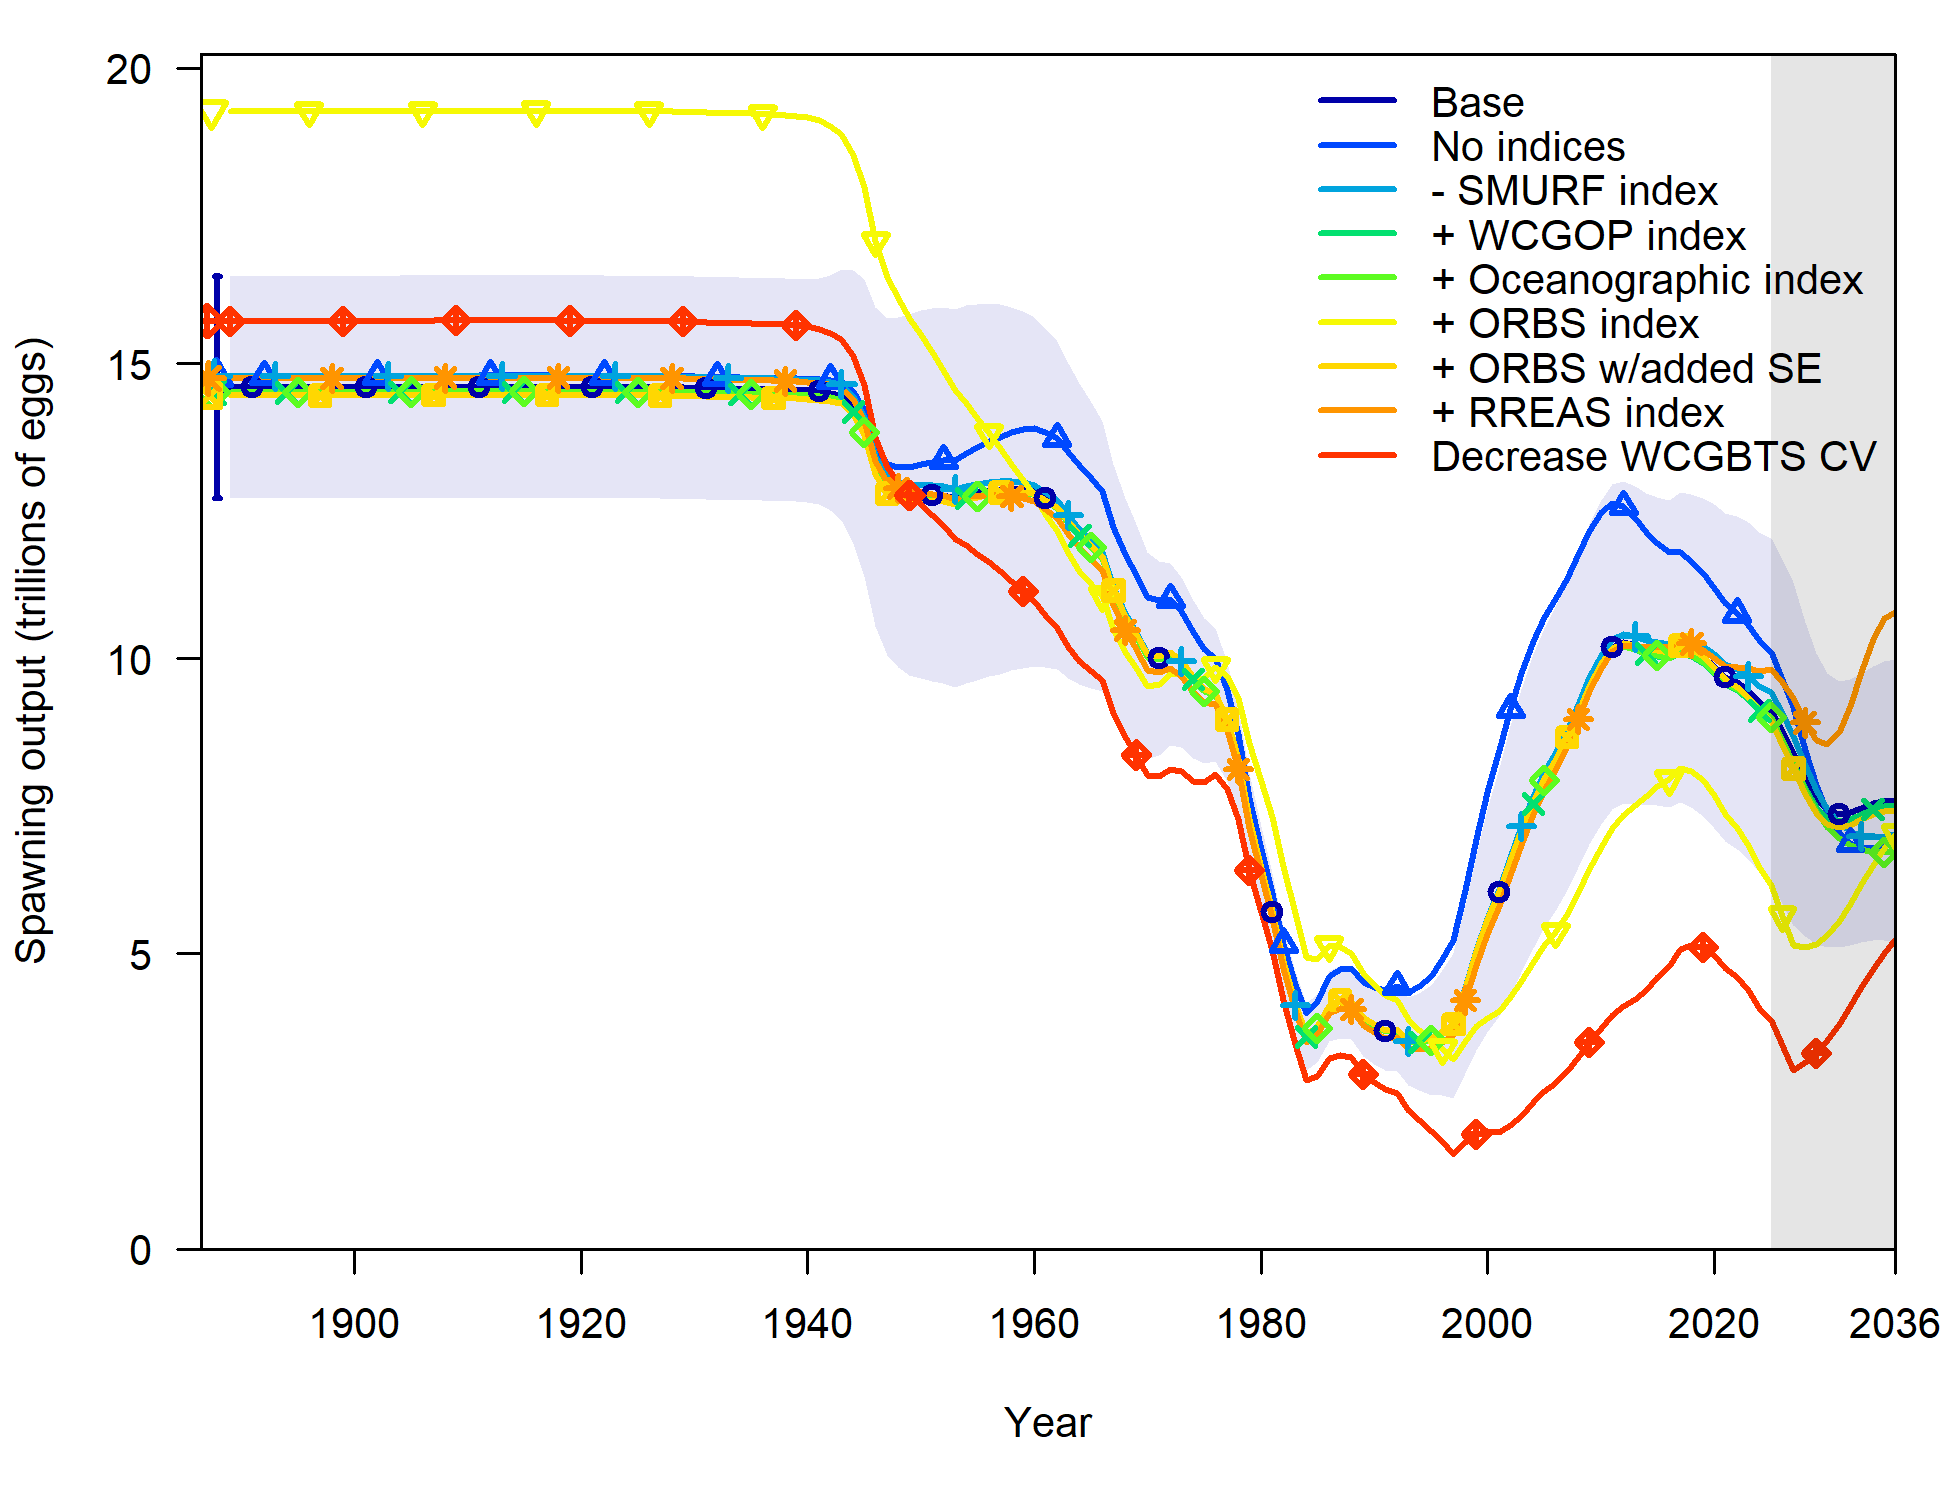 20
15
10
5
0
Spawning output (trillions of eggs)
Base
No indices
- SMURF index
+ WCGOP index
+ Oceanographic index
+ ORBS index
+ ORBS w/added SE
+ RREAS index
Decrease WCGBTS CV
1900 1920 1940 1960 1980 2000 2020 2036
Year